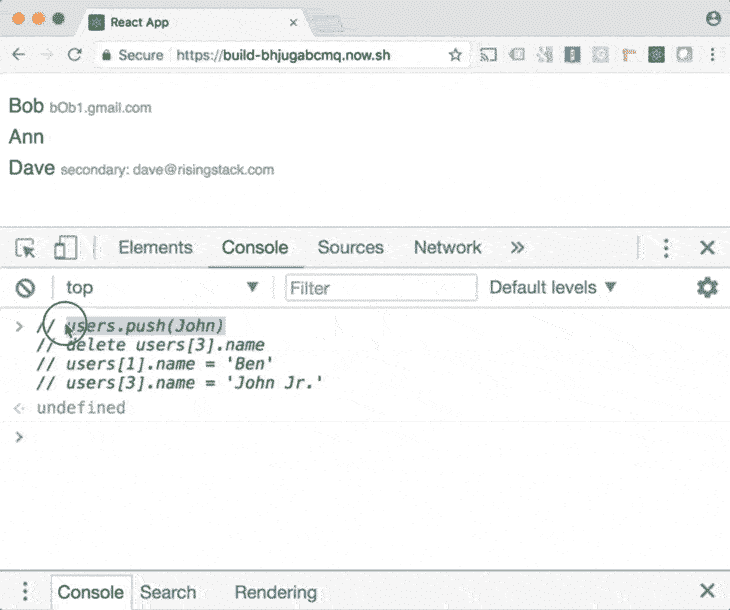 React App
Secure https://build-bhjugabcmq.now.sh
Bob bOb1.gmail.com
Ann
Dave secondary: dave@risingstack.com
Elements Console Sources Network
top Filter Default levels
// users.push(John)
// delete users[3].name
// users[1].name = 'Ben'
// users[3].name = 'John Jr.'
undefined
Console Search Rendering